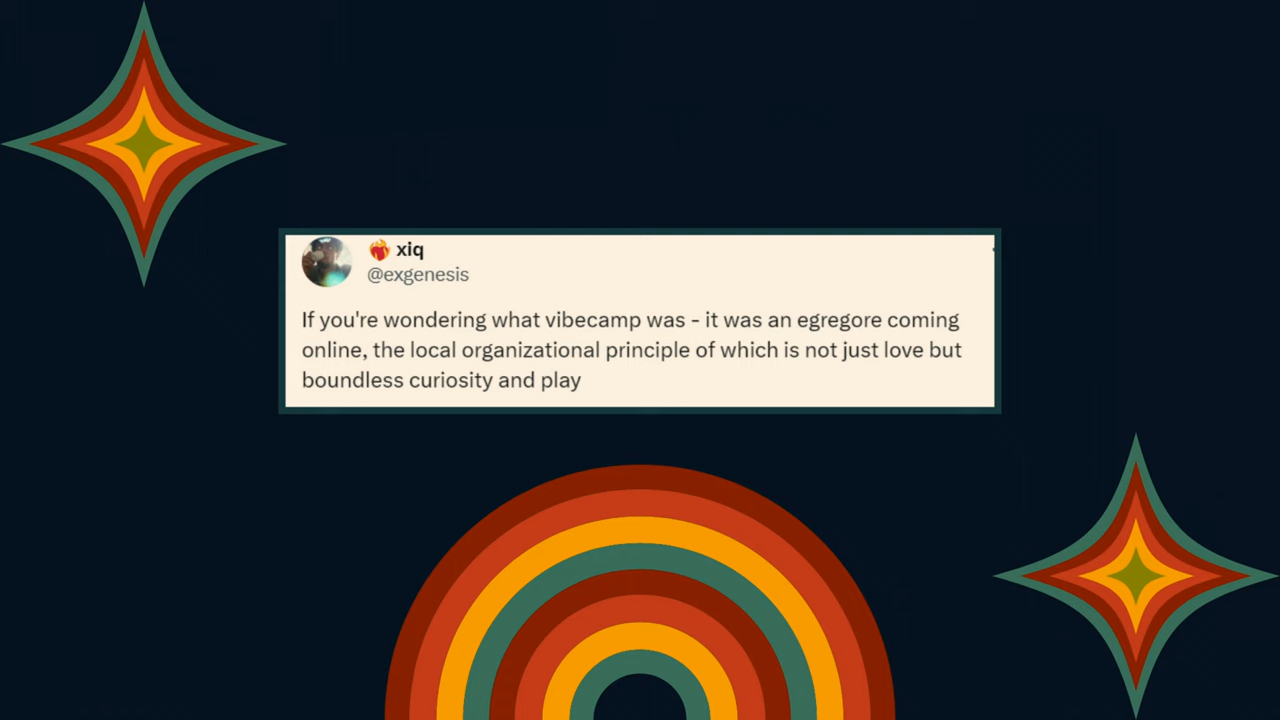 ❤️‍🔥 xiq
@exgenesis
If you're wondering what vibecamp was - it was an egregore coming
online, the local organizational principle of which is not just love but
boundless curiosity and play